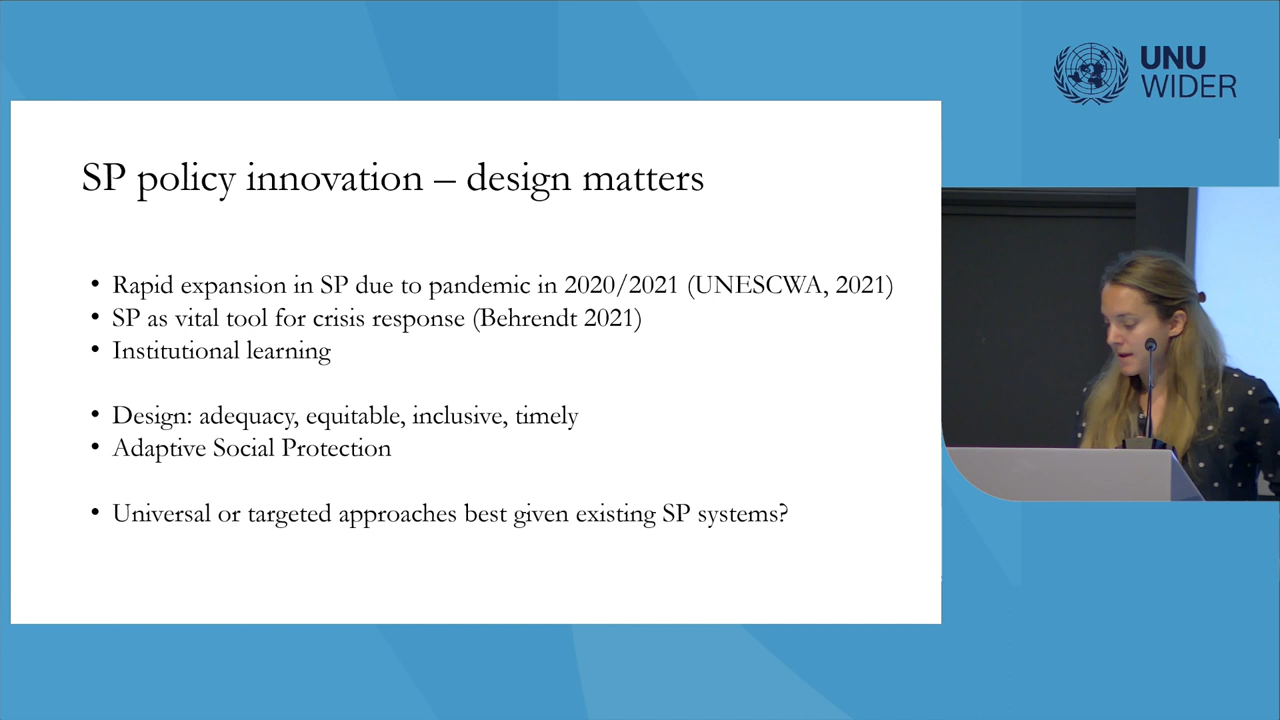 UNU
WIDER
SP policy innovation – design matters
• Rapid expansion in SP due to pandemic in 2020/2021 (UNESCWA, 2021)
• SP as vital tool for crisis response (Behrendt 2021)
• Institutional learning
• Design: adequacy, equitable, inclusive, timely
• Adaptive Social Protection
• Universal or targeted approaches best given existing SP systems?